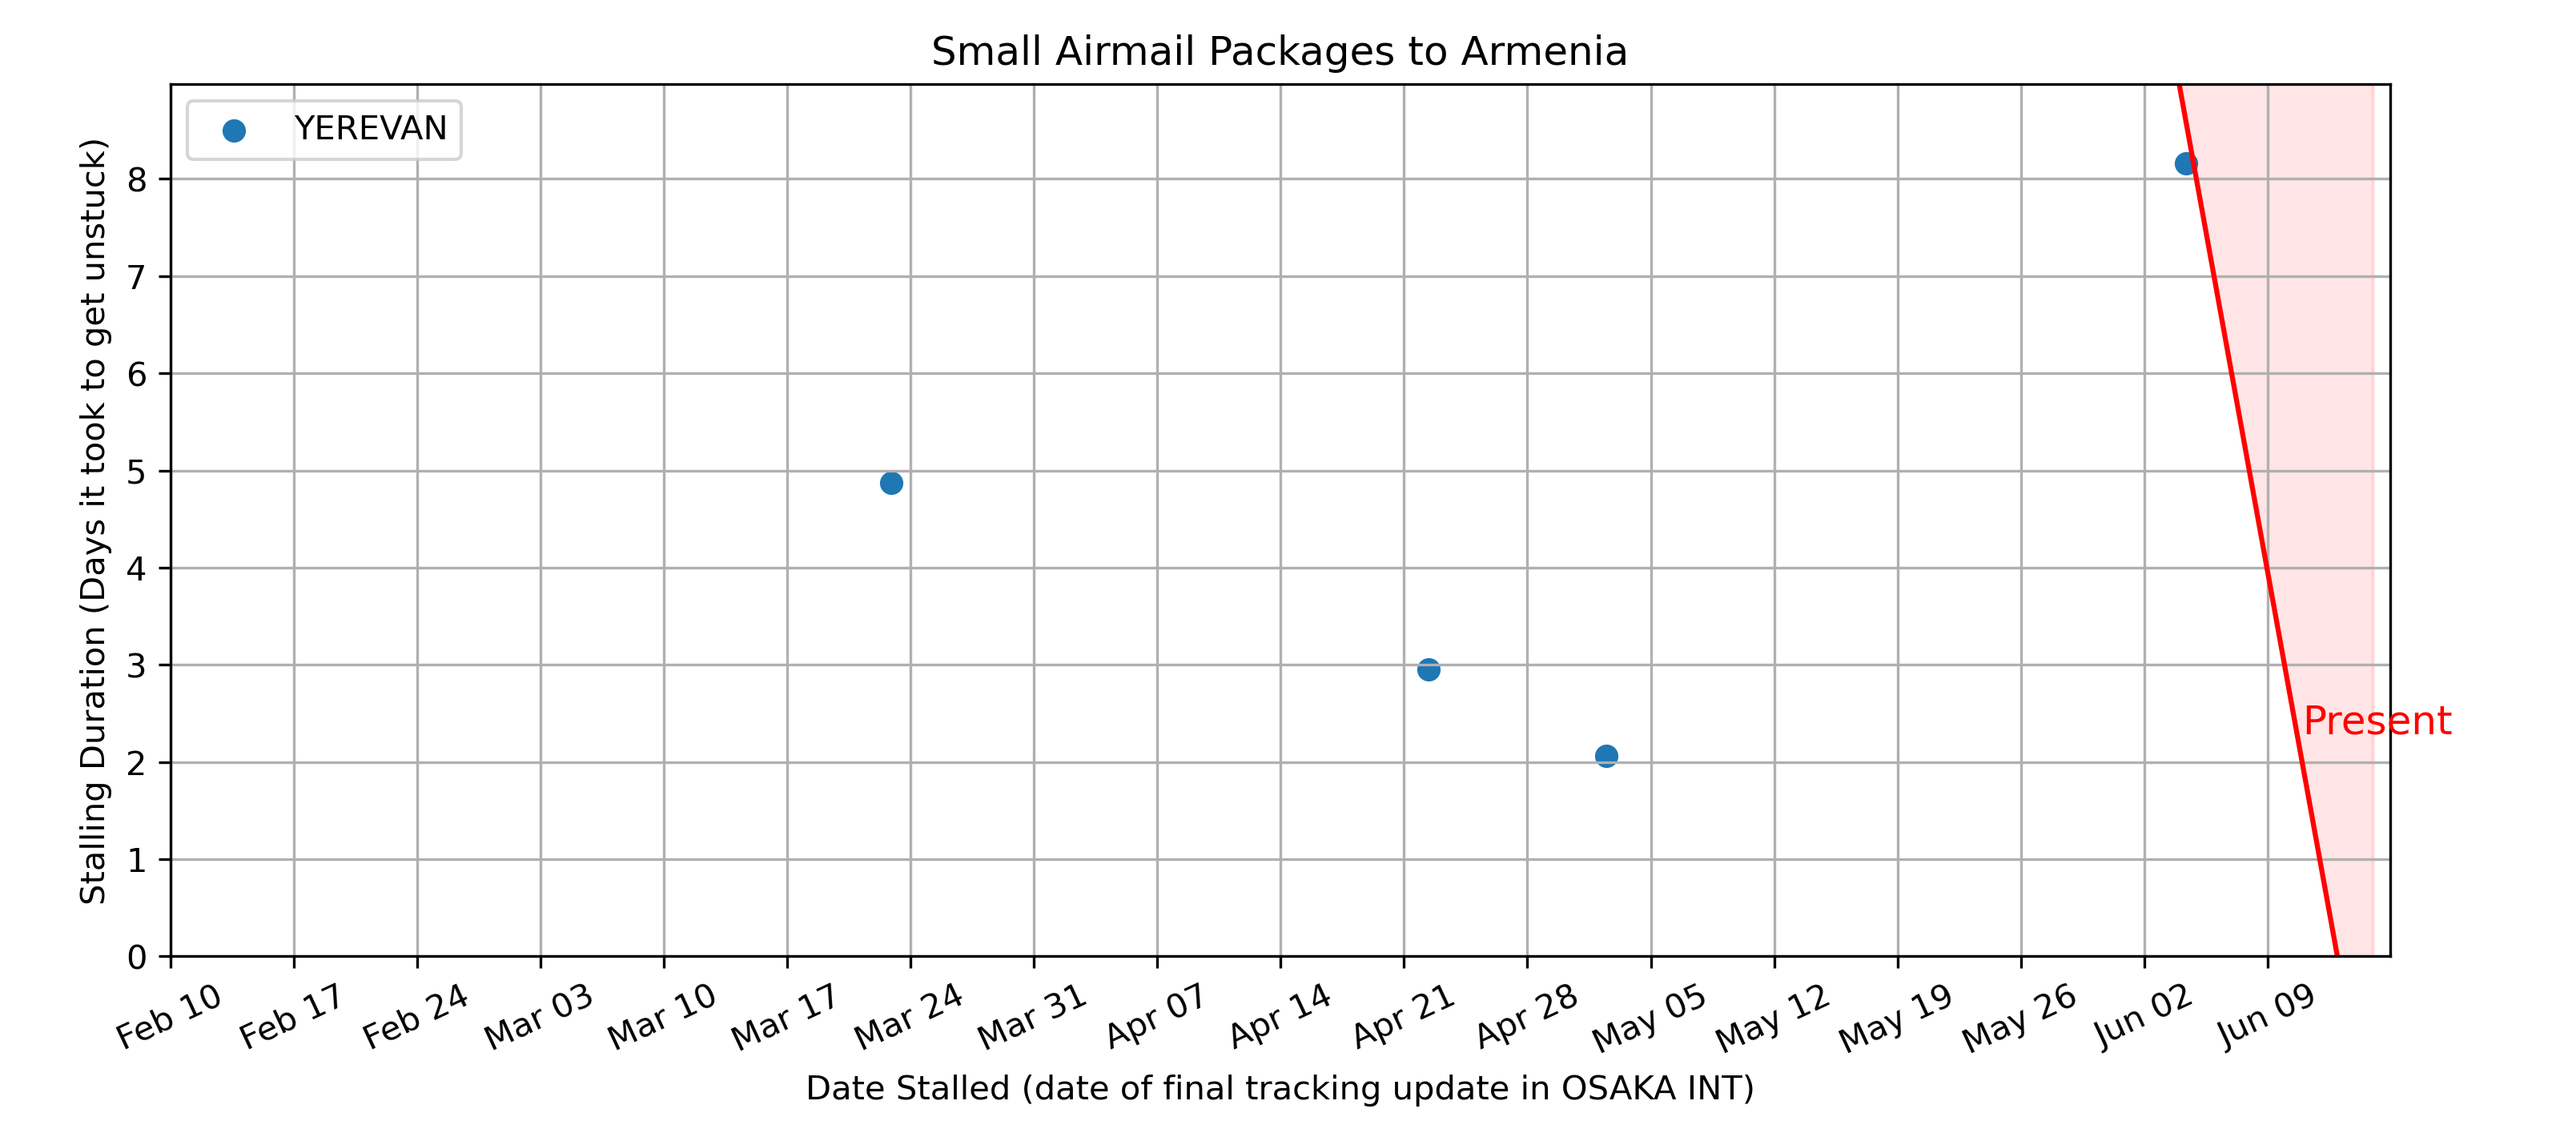 Small Airmail Packages to Armenia
YEREVAN
Stalling Duration (Days it took to get unstuck)
8
7
6
5
4
3
2
1
0
Present
Feb 10
Feb 17
Feb 24
Mar 03
Mar 10
Mar 17
Mar 24
Mar 31
Apr 07
Apr 14
Apr 21
Apr 28
May 05
May 12
May 19
May 26
Jun 02
Jun 09
Date Stalled (date of final tracking update in OSAKA INT)